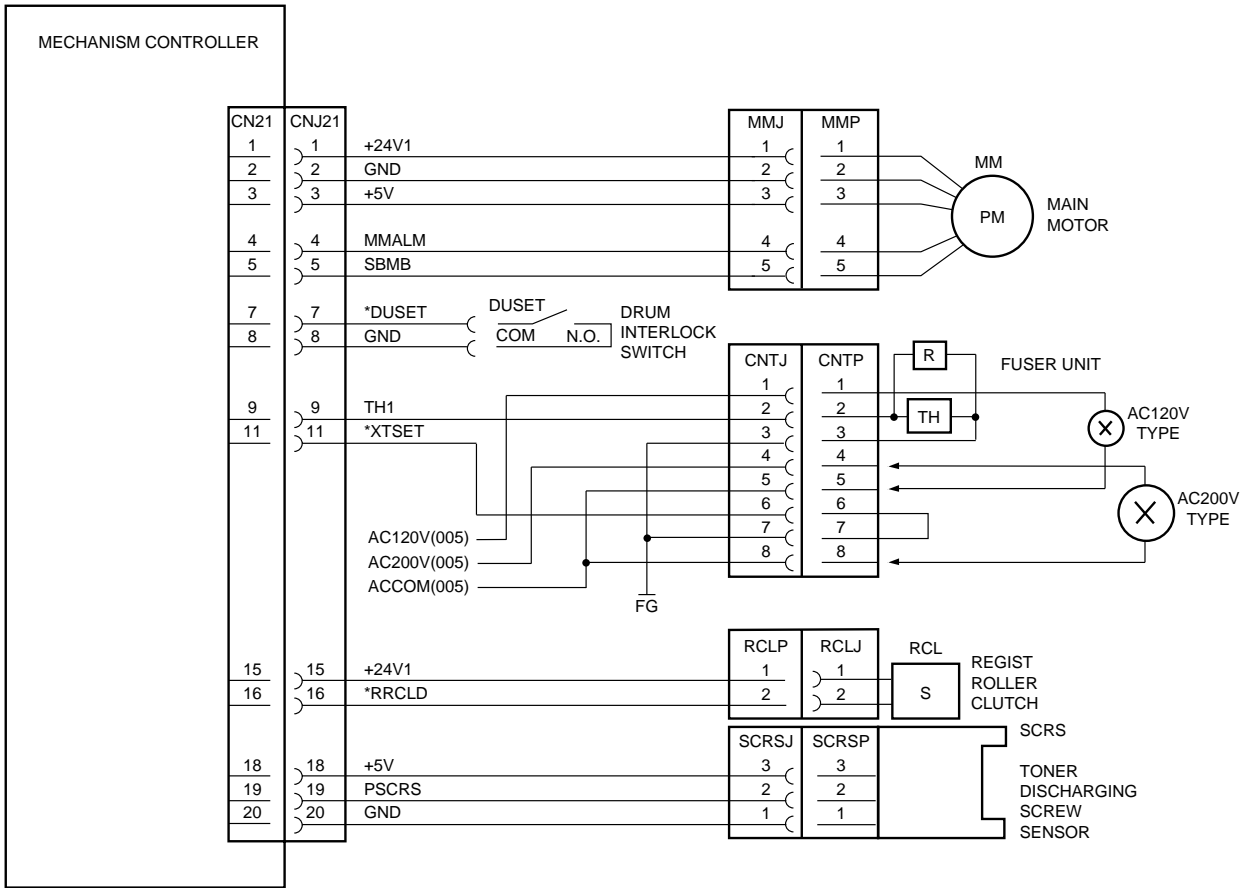 MECHANISM CONTROLLER
CN21 CNJ21 MMJ MMP
1 1 +24V1 1 1
2 2 GND 2 2
3 3 +5V 3 3
4 4 MMALM 4 4
5 5 SBMB 5 5
MM
PM
MAIN
MOTOR
7 7 *DUSET
8 8 GND
DUSET
COM N.O.
DRUM
INTERLOCK
SWITCH
CNTJ CNTP
1 1
2 2
3 3
4 4
5 5
6 6
7 7
8 8
R
TH
FUSER UNIT
AC120V
TYPE
AC200V
TYPE
9 9 TH1
11 11 *XTSET
AC120V(005)
AC200V(005)
ACCOM(005)
FG
RCLP RCLJ RCL
15 15 +24V1 1 1
16 16 *RRCLD 2 2
S
REGIST
ROLLER
CLUTCH
SCRSJ SCRSP
18 18 +5V 3 3
19 19 PSCRS 2 2
20 20 GND 1 1
SCRS
TONER
DISCHARGING
SCREW
SENSOR